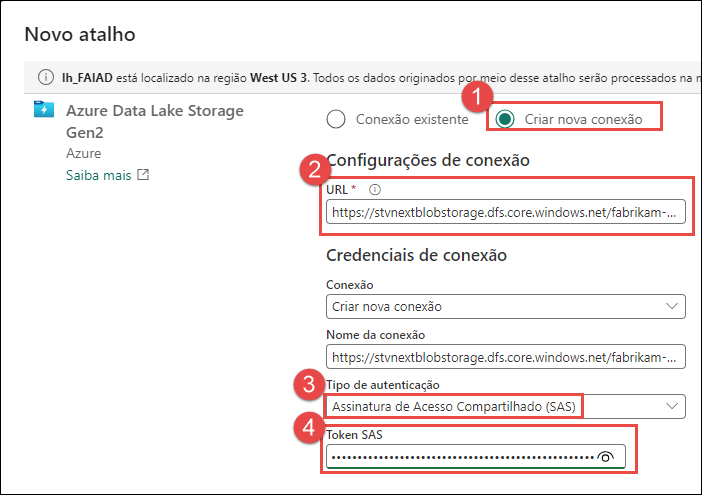 Novo atalho
lh_FAIAD está localizado na região West US 3. Todos os dados originados por meio desse atalho serão processados na
1
Azure Data Lake Storage
Gen2
Azure
Saiba mais
Conexão existente
Criar nova conexão
Configurações de conexão
2
URL *
https://stvnextblobstorage.dfs.core.windows.net/fabrikam-...
Credenciais de conexão
Conexão
Criar nova conexão
Nome da conexão
https://stvnextblobstorage.dfs.core.windows.net/fabrikam-...
3
Tipo de autenticação
Assinatura de Acesso Compartilhado (SAS)
4
Token SAS